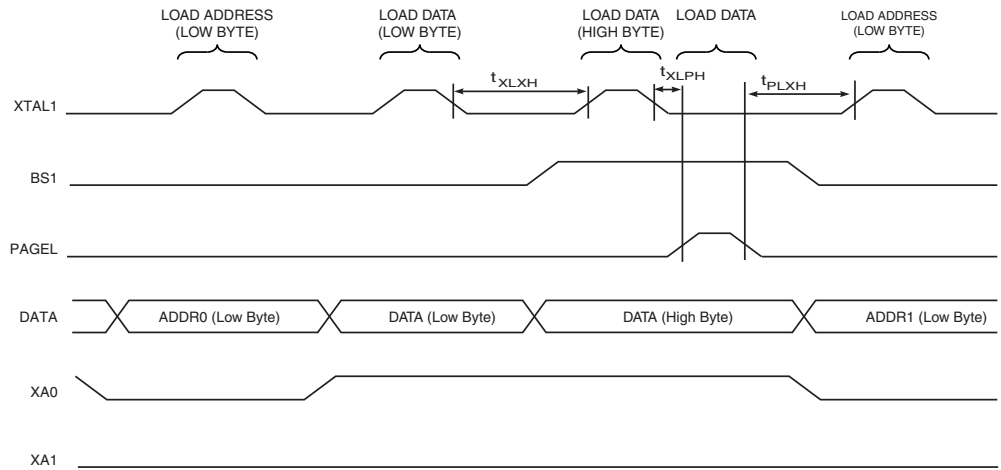 LOAD ADDRESS
(LOW BYTE)
LOAD DATA
(LOW BYTE)
LOAD DATA
(HIGH BYTE)
LOAD DATA
LOAD ADDRESS
(LOW BYTE)
tXLXH
tXLPH
tPLXH
XTAL1
BS1
PAGEL
DATA
ADDR0 (Low Byte)
DATA (Low Byte)
DATA (High Byte)
ADDR1 (Low Byte)
XA0
XA1